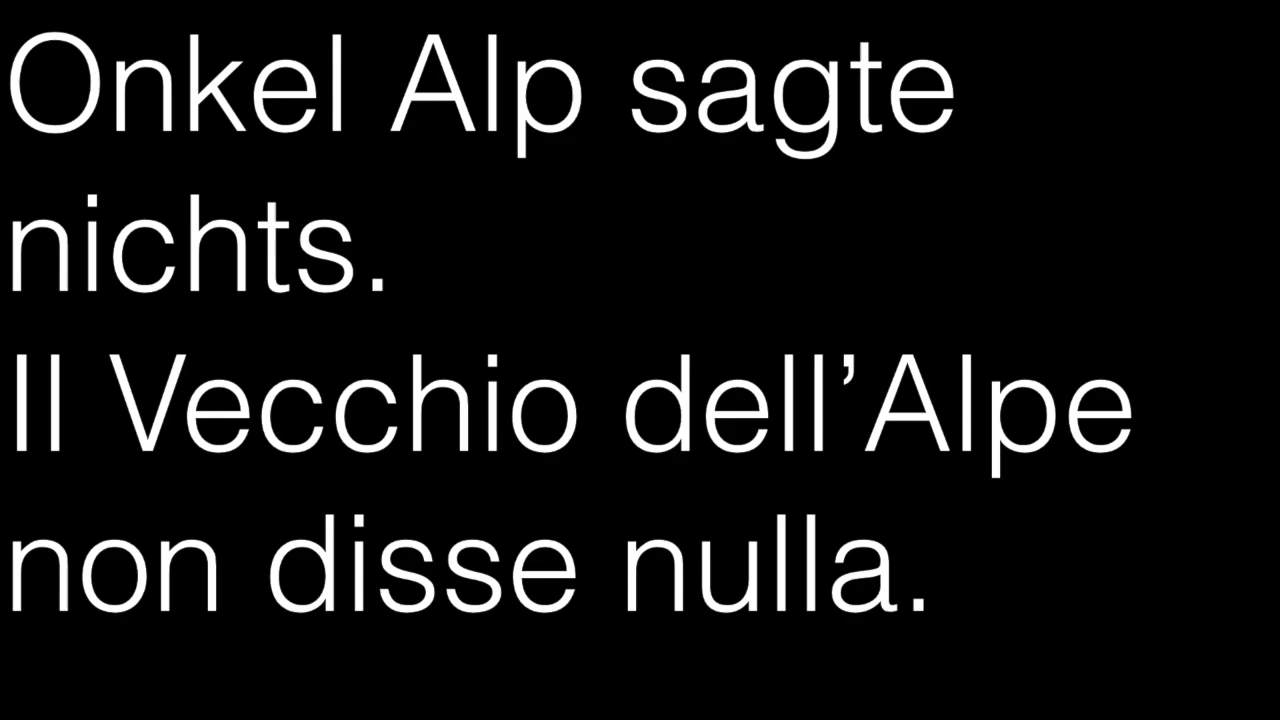 Onkel Alp sagte
nichts.
Il Vecchio dell’Alpe
non disse nulla.